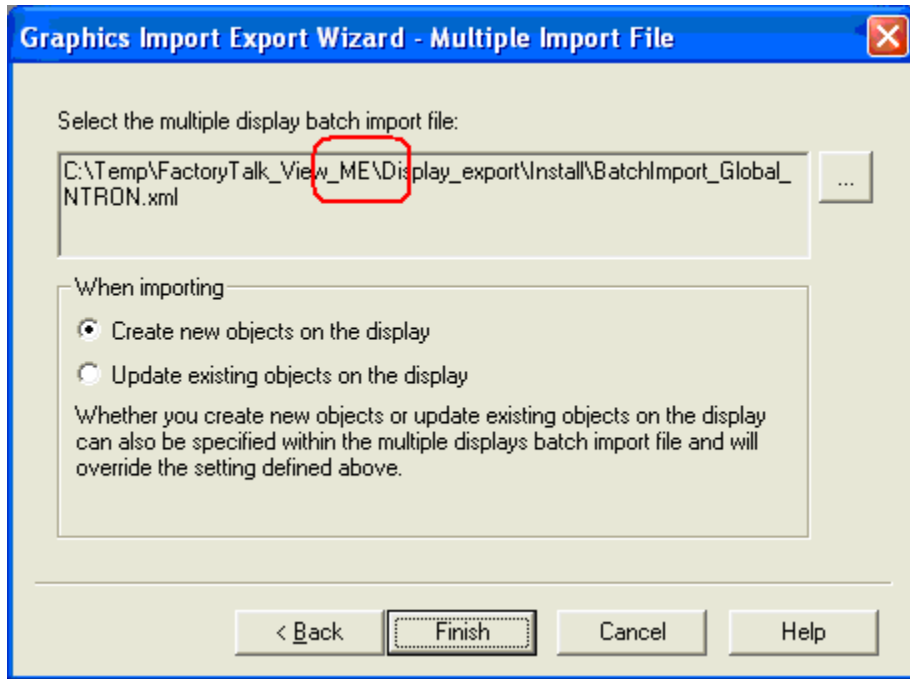 Graphics Import Export Wizard - Multiple Import File
Select the multiple display batch import file:
C:\Temp\FactoryTalk_View_ME\Display_export\Install\BatchImport_Global_
NTRON.xml
...
When importing
Create new objects on the display
Update existing objects on the display
Whether you create new objects or update existing objects on the display
can also be specified within the multiple displays batch import file and will
override the setting defined above.
< Back Finish Cancel Help